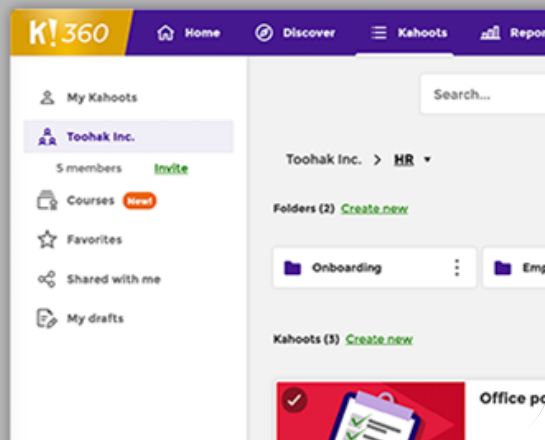 K! 360 Home Discover Kahoots
My Kahoots
Search...
Toohak Inc.
5 members Invite
Toohak Inc. > HR
Courses New!
Folders (2) Create new
Favorites
Onboarding
Shared with me
My drafts
Kahoots (3) Create new
Office